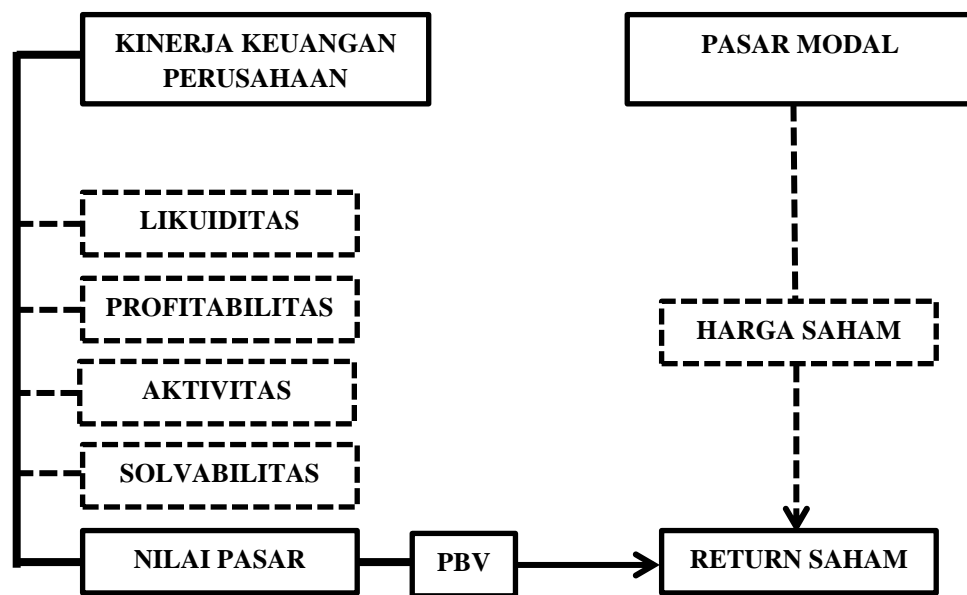 KINERJA KEUANGAN
PERUSAHAAN
PASAR MODAL
LIKUIDITAS
PROFITABILITAS
HARGA SAHAM
AKTIVITAS
SOLVABILITAS
NILAI PASAR
PBV
RETURN SAHAM